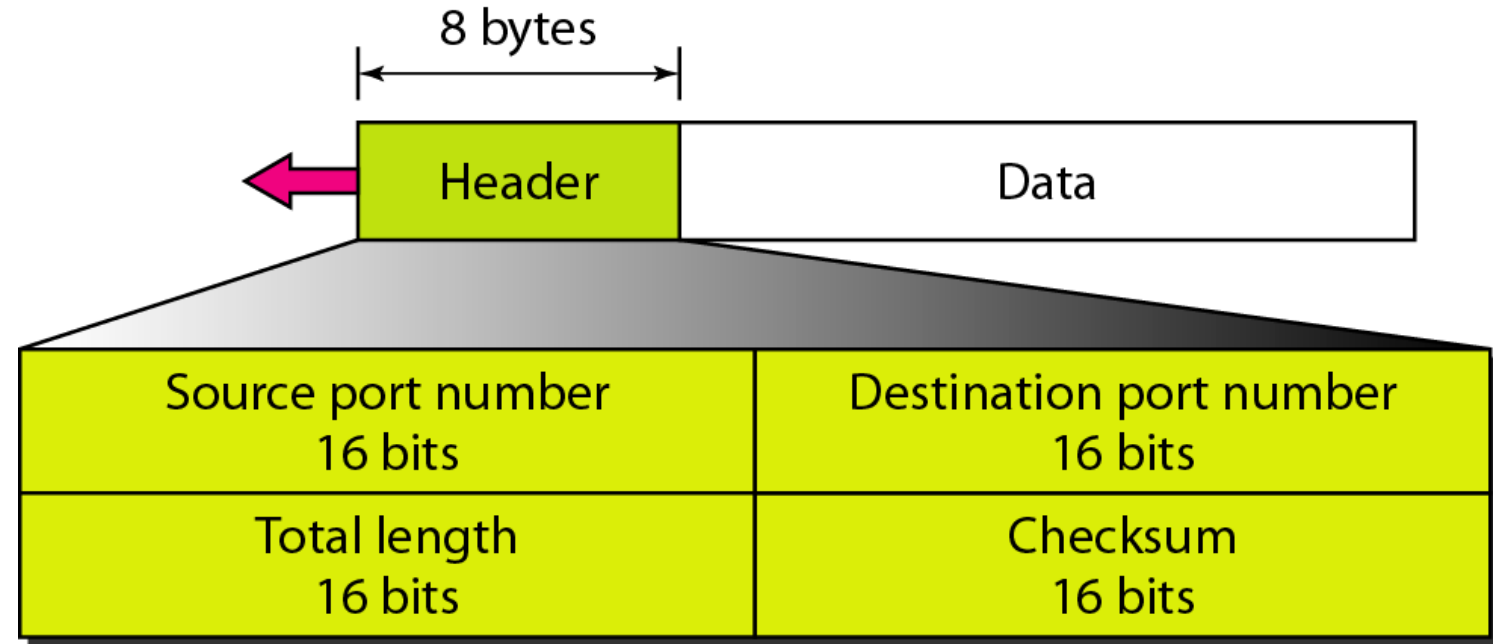 8 bytes
Header
Data
Source port number
16 bits
Destination port number
16 bits
Total length
16 bits
Checksum
16 bits